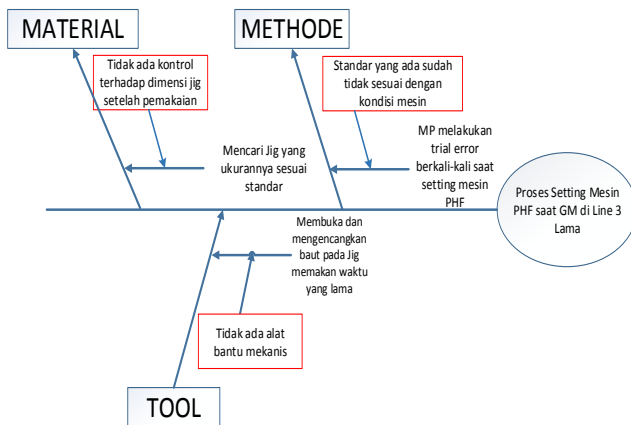 MATERIAL
METHODE
Tidak ada kontrol
terhadap dimensi jig
setelah pemakaian
Standar yang ada sudah
tidak sesuai dengan
kondisi mesin
Mencari Jig yang
ukurannya sesuai
standar
MP melakukan
trial error
berkali-kali saat
setting mesin
PHF
Proses Setting Mesin
PHF saat GM di Line 3
Lama
Membuka dan
mengencangkan
baut pada Jig
memakan waktu
yang lama
Tidak ada alat
bantu mekanis
TOOL